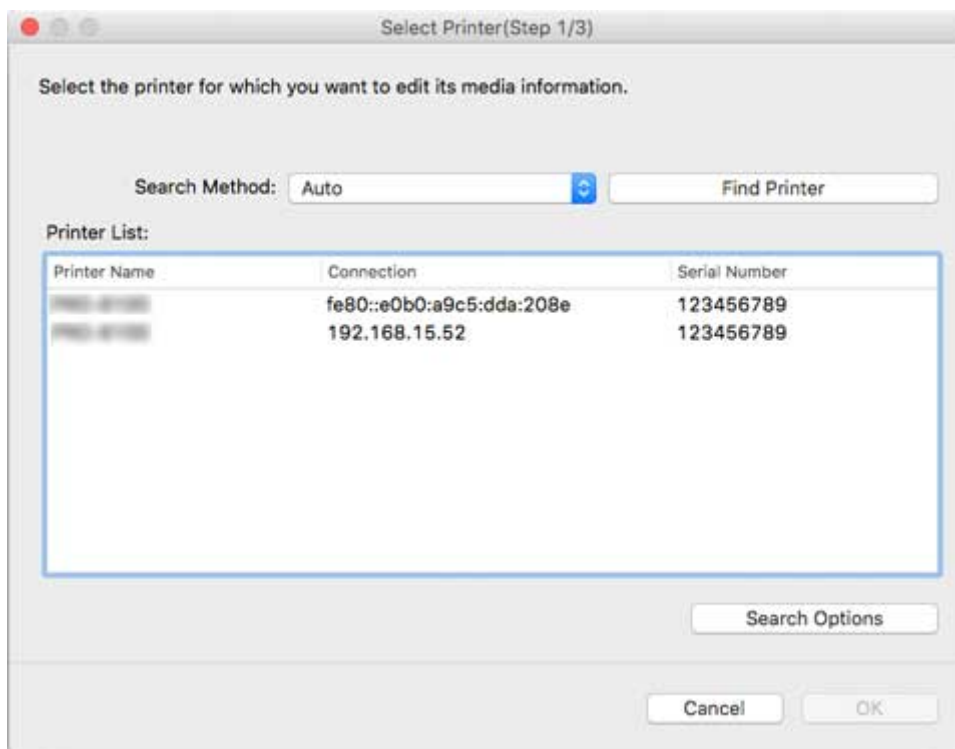 Select Printer(Step 1/3)
Select the printer for which you want to edit its media information.
Search Method: Auto Find Printer
Printer List:
Printer Name Connection Serial Number
fe80::e0b0:a9c5:dda:208e 123456789
192.168.15.52 123456789
Search Options
Cancel OK